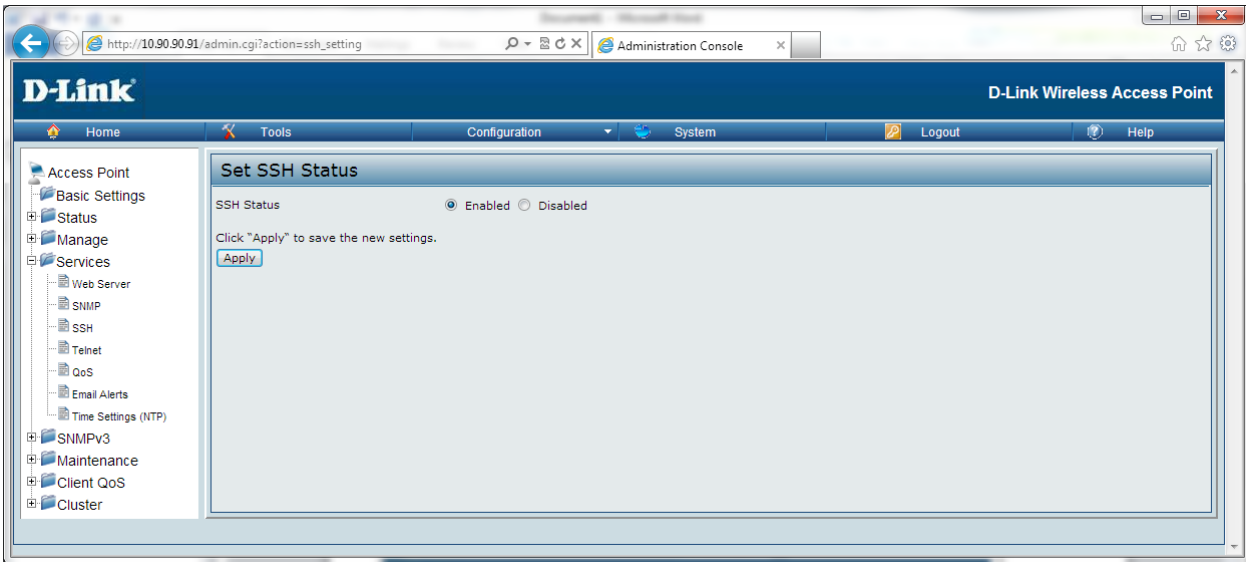 http://10.90.90.91/admin.cgi?action=ssh_setting
Administration Console
D-Link
D-Link Wireless Access Point
Home Tools Configuration System Logout Help
Access Point
Basic Settings
Status
Manage
Services
Web Server
SNMP
SSH
Telnet
QoS
Email Alerts
Time Settings (NTP)
SNMPv3
Maintenance
Client QoS
Cluster
Set SSH Status
SSH Status Enabled Disabled
Click "Apply" to save the new settings.
Apply